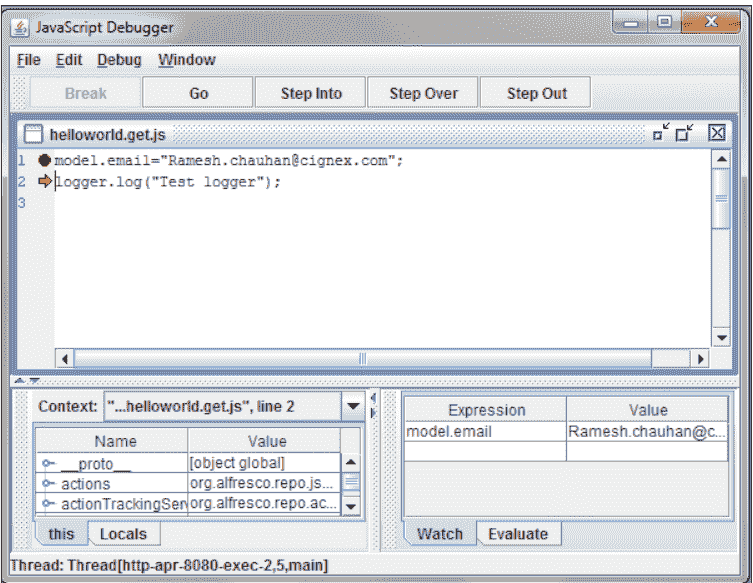 JavaScript Debugger
File Edit Debug Window
Break Go Step Into Step Over Step Out
helloworld.get.js
1 model.email="Ramesh.chauhan@cignex.com";
2 logger.log("Test logger");
3
Context: "...helloworld.get.js", line 2
Name Value
__proto__ [object global]
actions org.alfresco.repo.js...
actionTrackingSer org.alfresco.repo.ac...
this Locals
Expression Value
model.email Ramesh.chauhan@c...
Watch Evaluate
Thread: Thread[http-apr-8080-exec-2,5,main]